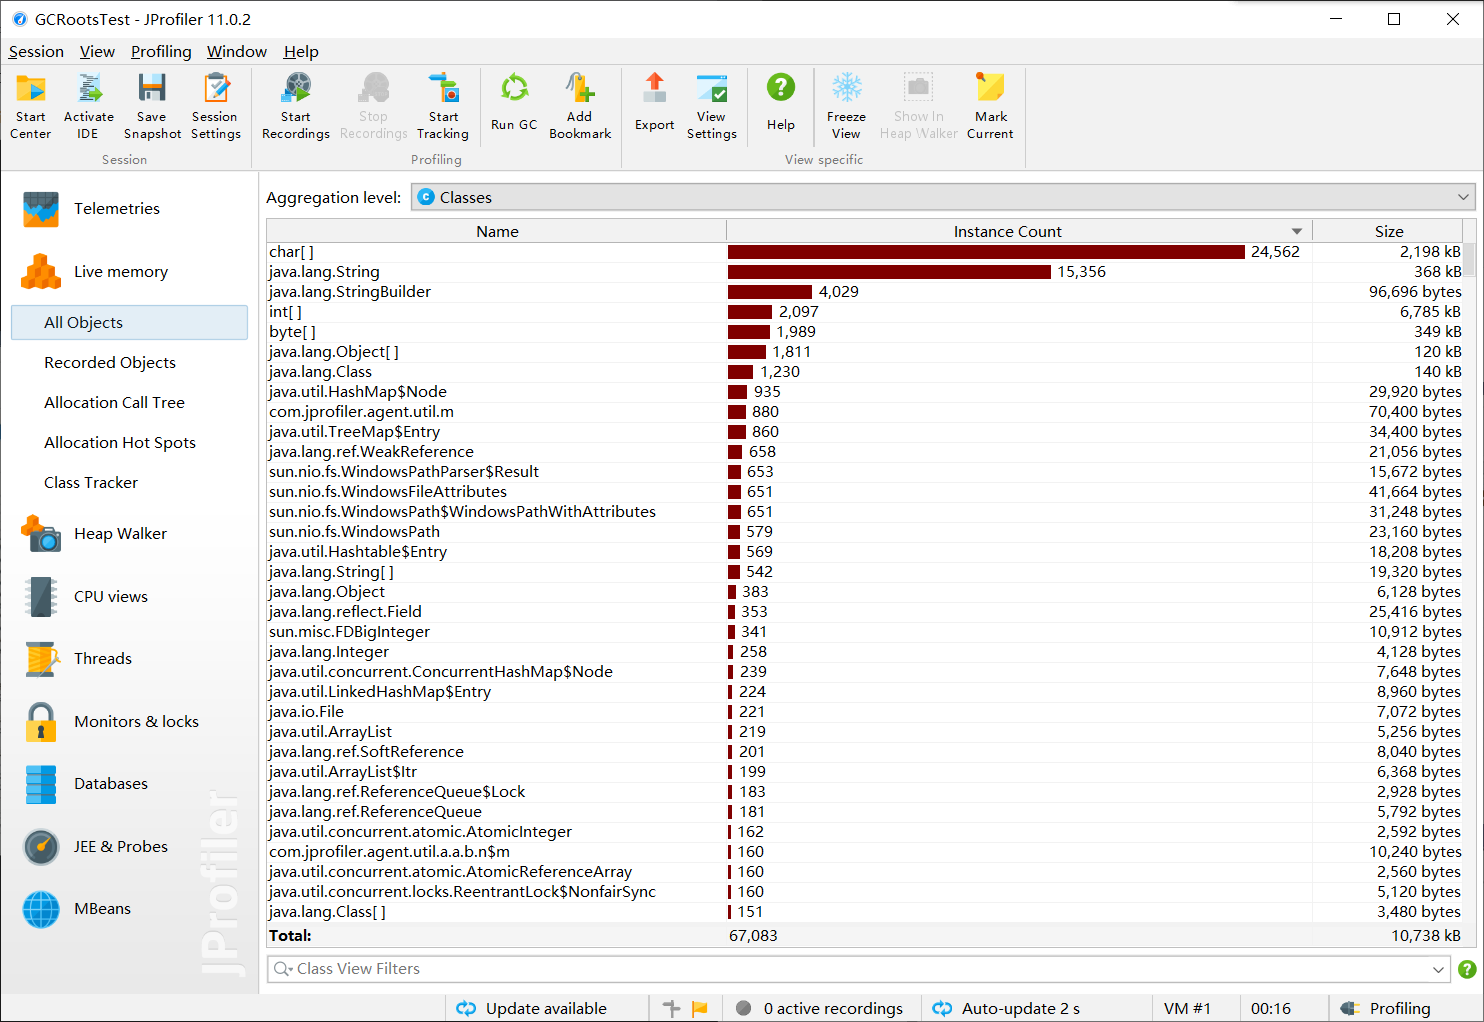 GCRootsTest - JProfiler 11.0.2
Session View Profiling Window Help
Start Center
Activate IDE
Save Snapshot
Session Settings
Start Recordings
Stop Recordings
Start Tracking
Run GC
Add Bookmark
Export
View Settings
Help
Freeze View
Show In Heap Walker
Mark Current
Session
Profiling
View specific
Telemetries
Live memory
All Objects
Recorded Objects
Allocation Call Tree
Allocation Hot Spots
Class Tracker
Heap Walker
CPU views
Threads
Monitors & locks
Databases
JEE & Probes
MBeans
JProfiler
Aggregation level: Classes
Name Instance Count Size
char[ ] 24,562 2,198 kB
java.lang.String 15,356 368 kB
java.lang.StringBuilder 4,029 96,696 bytes
int[ ] 2,097 6,785 kB
byte[ ] 1,989 349 kB
java.lang.Object[ ] 1,811 120 kB
java.lang.Class 1,230 140 kB
java.util.HashMap$Node 935 29,920 bytes
com.jprofiler.agent.util.m 880 70,400 bytes
java.util.TreeMap$Entry 860 34,400 bytes
java.lang.ref.WeakReference 658 21,056 bytes
sun.nio.fs.WindowsPathParser$Result 653 15,672 bytes
sun.nio.fs.WindowsFileAttributes 651 41,664 bytes
sun.nio.fs.WindowsPath$WindowsPathWithAttributes 651 31,248 bytes
sun.nio.fs.WindowsPath 579 23,160 bytes
java.util.Hashtable$Entry 569 18,208 bytes
java.lang.String[ ] 542 19,320 bytes
java.lang.Object 383 6,128 bytes
java.lang.reflect.Field 353 25,416 bytes
sun.misc.FDBigInteger 341 10,912 bytes
java.lang.Integer 258 4,128 bytes
java.util.concurrent.ConcurrentHashMap$Node 239 7,648 bytes
java.util.LinkedHashMap$Entry 224 8,960 bytes
java.io.File 221 7,072 bytes
java.util.ArrayList 219 5,256 bytes
java.lang.ref.SoftReference 201 8,040 bytes
java.util.ArrayList$Itr 199 6,368 bytes
java.lang.ref.ReferenceQueue$Lock 183 2,928 bytes
java.lang.ref.ReferenceQueue 181 5,792 bytes
java.util.concurrent.atomic.AtomicInteger 162 2,592 bytes
com.jprofiler.agent.util.a.a.b.n$m 160 10,240 bytes
java.util.concurrent.atomic.AtomicReferenceArray 160 2,560 bytes
java.util.concurrent.locks.ReentrantLock$NonfairSync 160 5,120 bytes
java.lang.Class[ ] 151 3,480 bytes
Total: 67,083 10,738 kB
Class View Filters
Update available
0 active recordings
Auto-update 2 s
VM #1
00:16
Profiling